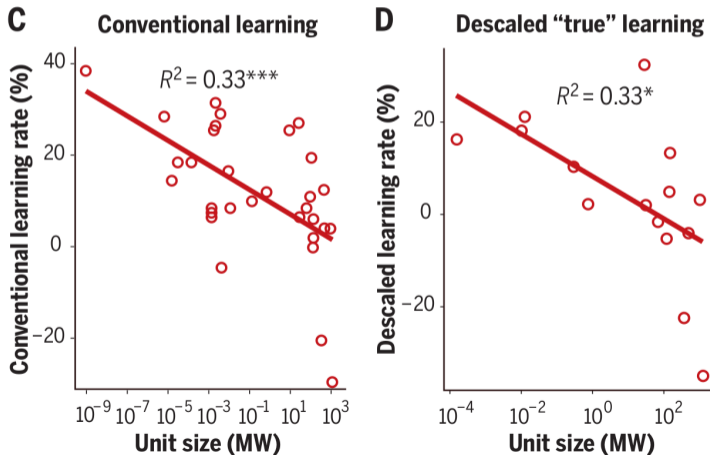 C Conventional learning
Conventional learning rate (%)
40
20
0
−20
R² = 0.33***
10⁻⁹ 10⁻⁷ 10⁻⁵ 10⁻³ 10⁻¹ 10¹ 10³
Unit size (MW)
D Descaled “true” learning
Descaled learning rate (%)
20
0
−20
R² = 0.33*
10⁻⁴ 10⁻² 10⁰ 10²
Unit size (MW)